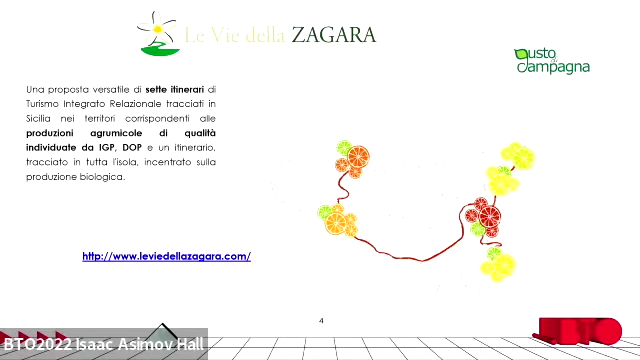 Le Vie della ZAGARA
Gusto di
Campagna
Una proposta versatile di sette itinerari di
Turismo Integrato Relazionale tracciati in
Sicilia nei territori corrispondenti alle
produzioni agrumicole di qualità
individuate da IGP, DOP e un itinerario,
tracciato in tutta l'isola, incentrato sulla
produzione biologica.
http://www.leviedellazagara.com/
4
BTO2022 Isaac Asimov Hall
BTO